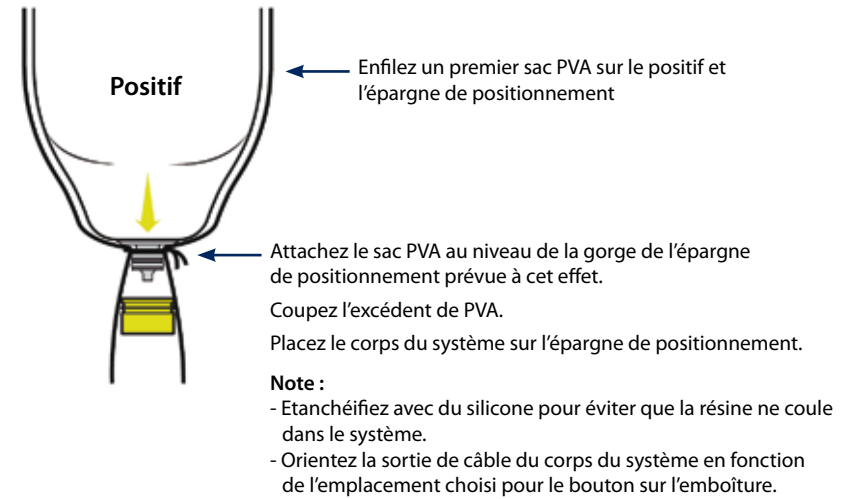 Positif
Enfilez un premier sac PVA sur le positif et
l'épargne de positionnement
Attachez le sac PVA au niveau de la gorge de l'épargne
de positionnement prévue à cet effet.
Coupez l'excédent de PVA.
Placez le corps du système sur l'épargne de positionnement.
Note :
- Etanchéifiez avec du silicone pour éviter que la résine ne coule
dans le système.
- Orientez la sortie de câble du corps du système en fonction
de l'emplacement choisi pour le bouton sur l'emboîture.